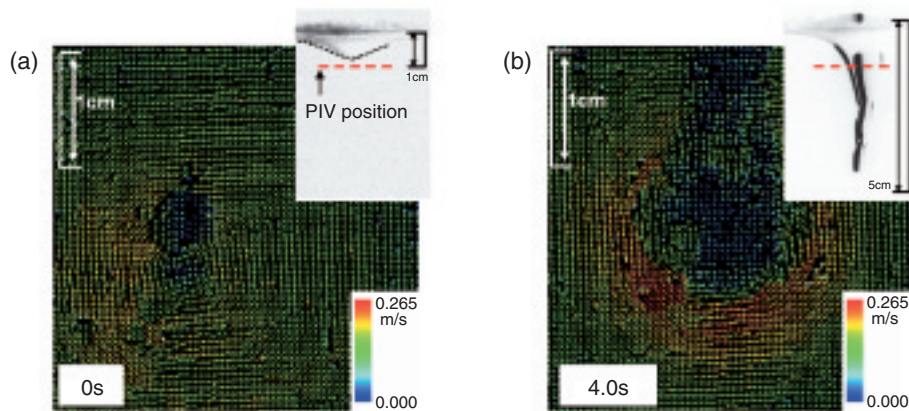 (a)
1cm
1cm
PIV position
0.265
m/s
0.000
0s
(b)
1cm
5cm
0.265
m/s
0.000
4.0s